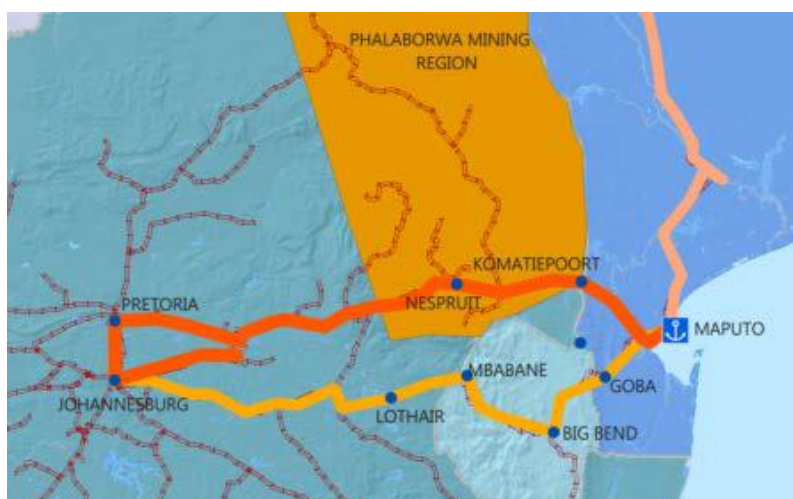 PHALABORWA MINING
REGION
KOMATIEPOORT
PRETORIA
NESPRUIT
MAPUTO
MBABANE
GOBA
JOHANNESBURG
LOTHAIR
BIG BEND